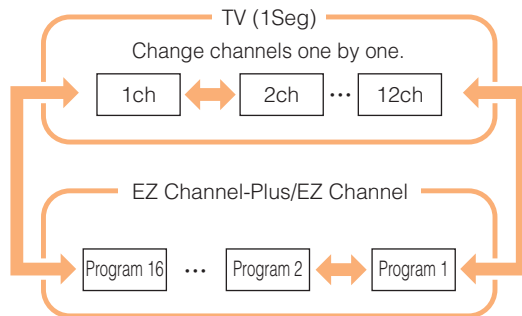 TV (1Seg)
Change channels one by one.
1ch 2ch ··· 12ch
EZ Channel-Plus/EZ Channel
Program 16 ··· Program 2 Program 1